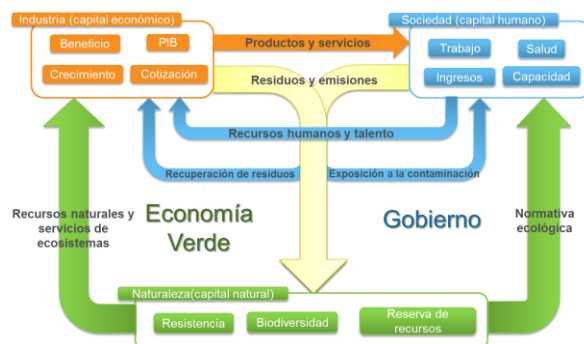 Industria (capital económico)
Beneficio
PIB
Crecimiento
Cotización
Productos y servicios
Sociedad (capital humano)
Trabajo
Salud
Ingresos
Capacidad
Residuos y emisiones
Recursos humanos y talento
Recuperación de residuos
Exposición a la contaminación
Recursos naturales y
servicios de
ecosistemas
Economía
Verde
Gobierno
Normativa
ecológica
Naturaleza(capital natural)
Resistencia
Biodiversidad
Reserva de
recursos